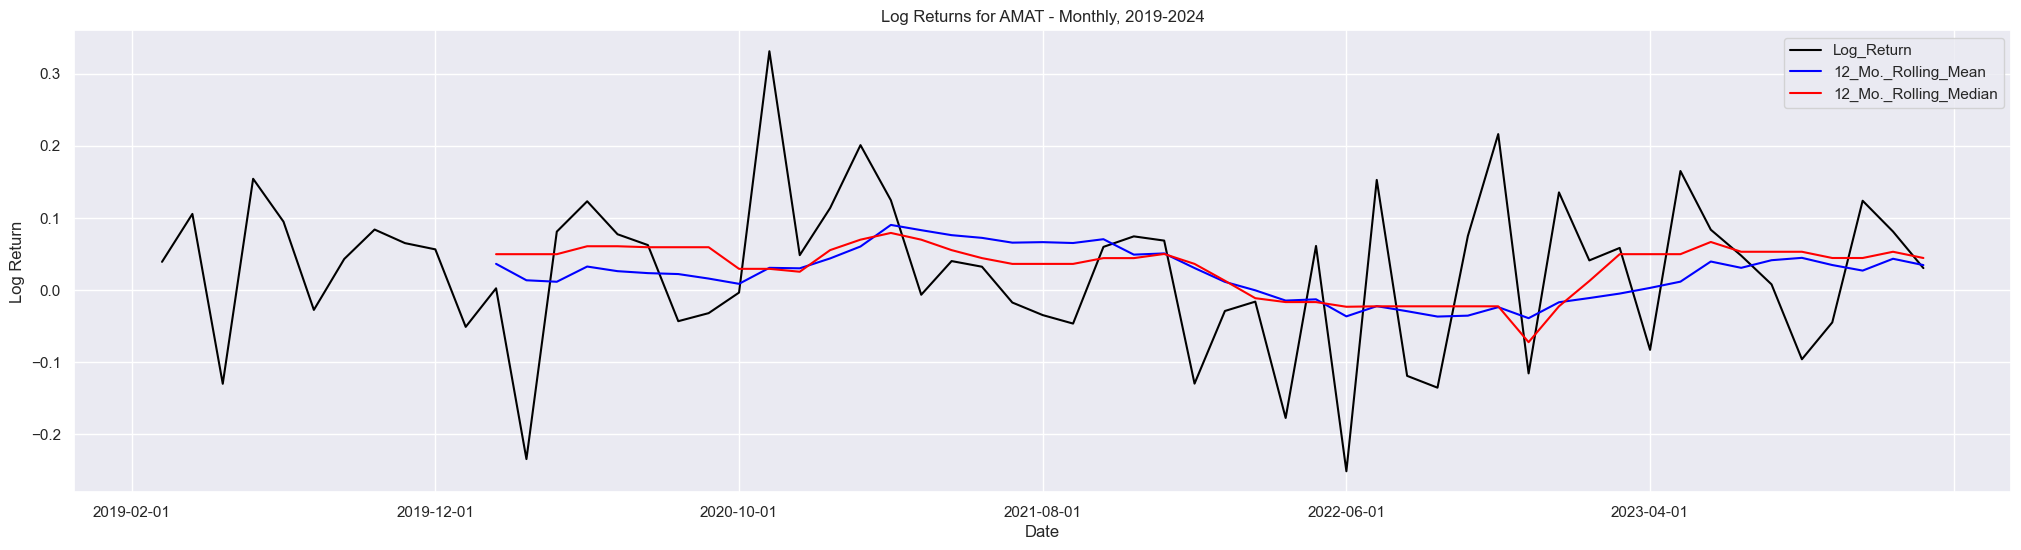 Log Returns for AMAT - Monthly, 2019-2024
Log_Return
12_Mo._Rolling_Mean
12_Mo._Rolling_Median
Log Return
0.3
0.2
0.1
0.0
−0.1
−0.2
2019-02-01
2019-12-01
2020-10-01
2021-08-01
2022-06-01
2023-04-01
Date